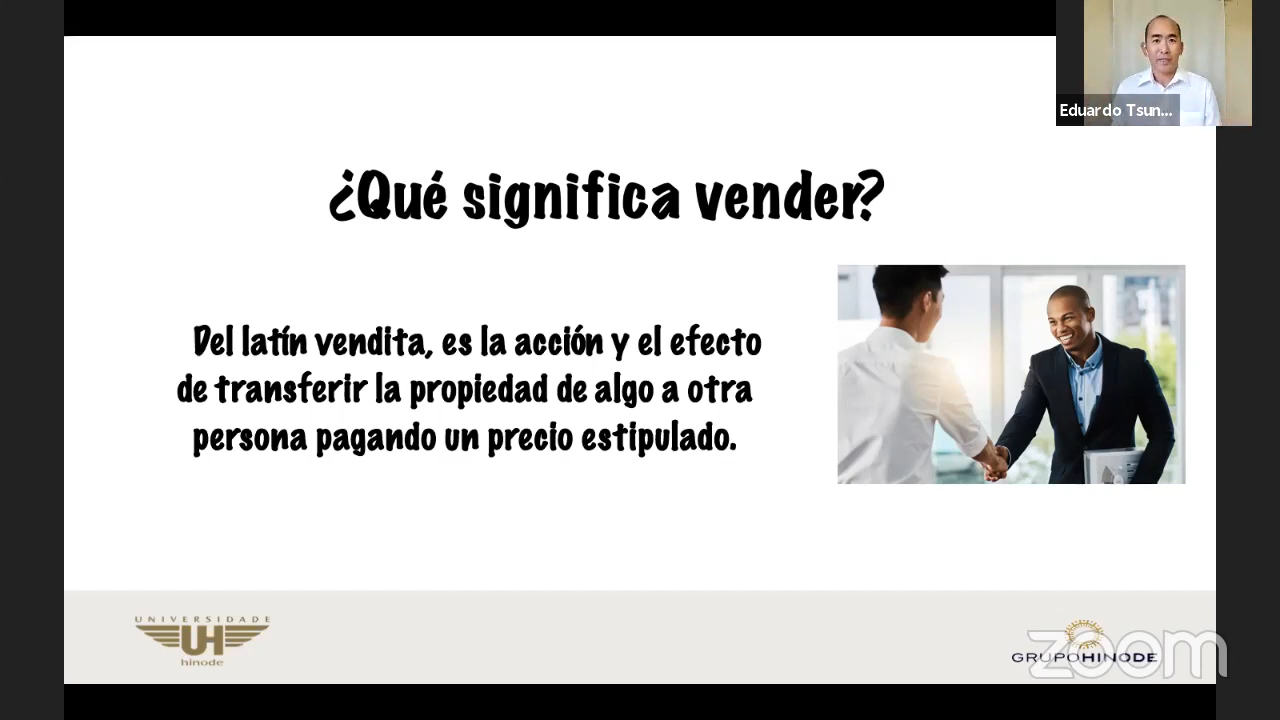 Eduardo Tsun...
¿Qué significa vender?
Del latín vendita, es la acción y el efecto
de transferir la propiedad de algo a otra
persona pagando un precio estipulado.
UNIVERSIDADE
UH
hinode
GRUPOHINODE
zoom